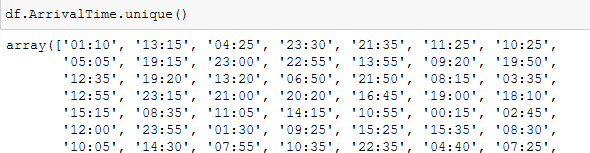 df.ArrivalTime.unique()
array(['01:10', '13:15', '04:25', '23:30', '21:35', '11:25', '10:25',
'05:05', '19:15', '23:00', '22:55', '13:55', '09:20', '19:50',
'12:35', '19:20', '13:20', '06:50', '21:50', '08:15', '03:35',
'12:55', '23:15', '21:00', '20:20', '16:45', '19:00', '18:10',
'15:15', '08:35', '11:05', '14:15', '10:55', '00:15', '02:45',
'12:00', '23:55', '01:30', '09:25', '15:25', '15:35', '08:30',
'10:05', '14:30', '07:55', '10:35', '22:35', '04:40', '07:25',